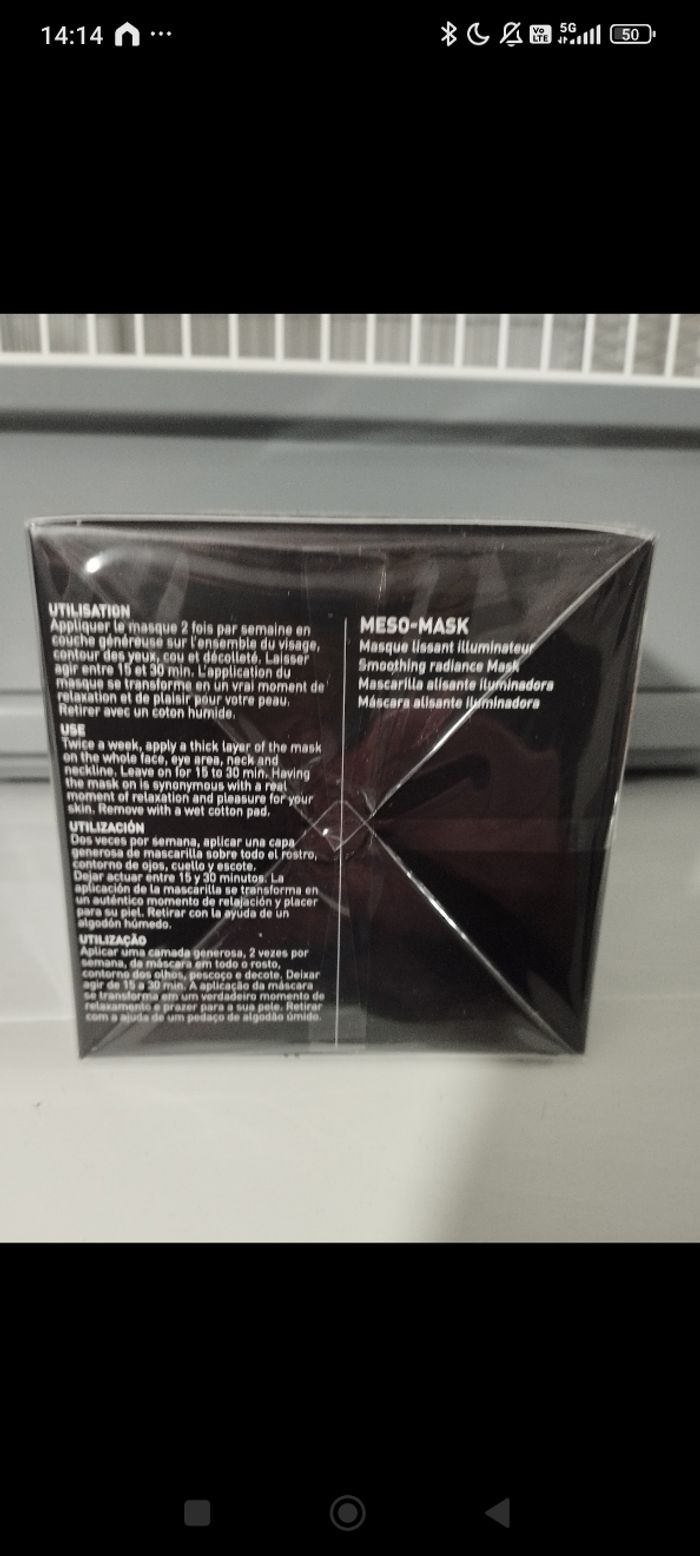 14:14
Vo
LTE
5G
50
UTILISATION
Appliquer le masque 2 fois par semaine en
couche généreuse sur l'ensemble du visage,
contour des yeux, cou et décolleté. Laisser
agir entre 15 et 30 min. L'application du
masque se transforme en un vrai moment de
relaxation et de plaisir pour votre peau.
Retirer avec un coton humide.
USE
Twice a week, apply a thick layer of the mask
on the whole face, eye area, neck and
neckline. Leave on for 15 to 30 min. Having
the mask on is synonymous with a real
moment of relaxation and pleasure for your
skin. Remove with a wet cotton pad.
UTILIZACIÓN
Dos veces por semana, aplicar una capa
generosa de mascarilla sobre todo el rostro,
contorno de ojos, cuello y escote.
Dejar actuar entre 15 y 30 minutos. La
aplicación de la mascarilla se transforma en
un auténtico momento de relajación y placer
para su piel. Retirar con la ayuda de un
algodón húmedo.
UTILIZAÇÃO
Aplicar uma camada generosa, 2 vezes por
semana, da máscara em todo o rosto,
contorno dos olhos, pescoço e decote. Deixar
agir de 15 a 30 min. A aplicação da máscara
se transforma em um verdadeiro momento de
relaxamento e prazer para a sua pele. Retirar
com a ajuda de um pedaço de algodão úmido.
MESO-MASK
Masque lissant illuminateur
Smoothing radiance Mask
Mascarilla alisante iluminadora
Máscara alisante iluminadora